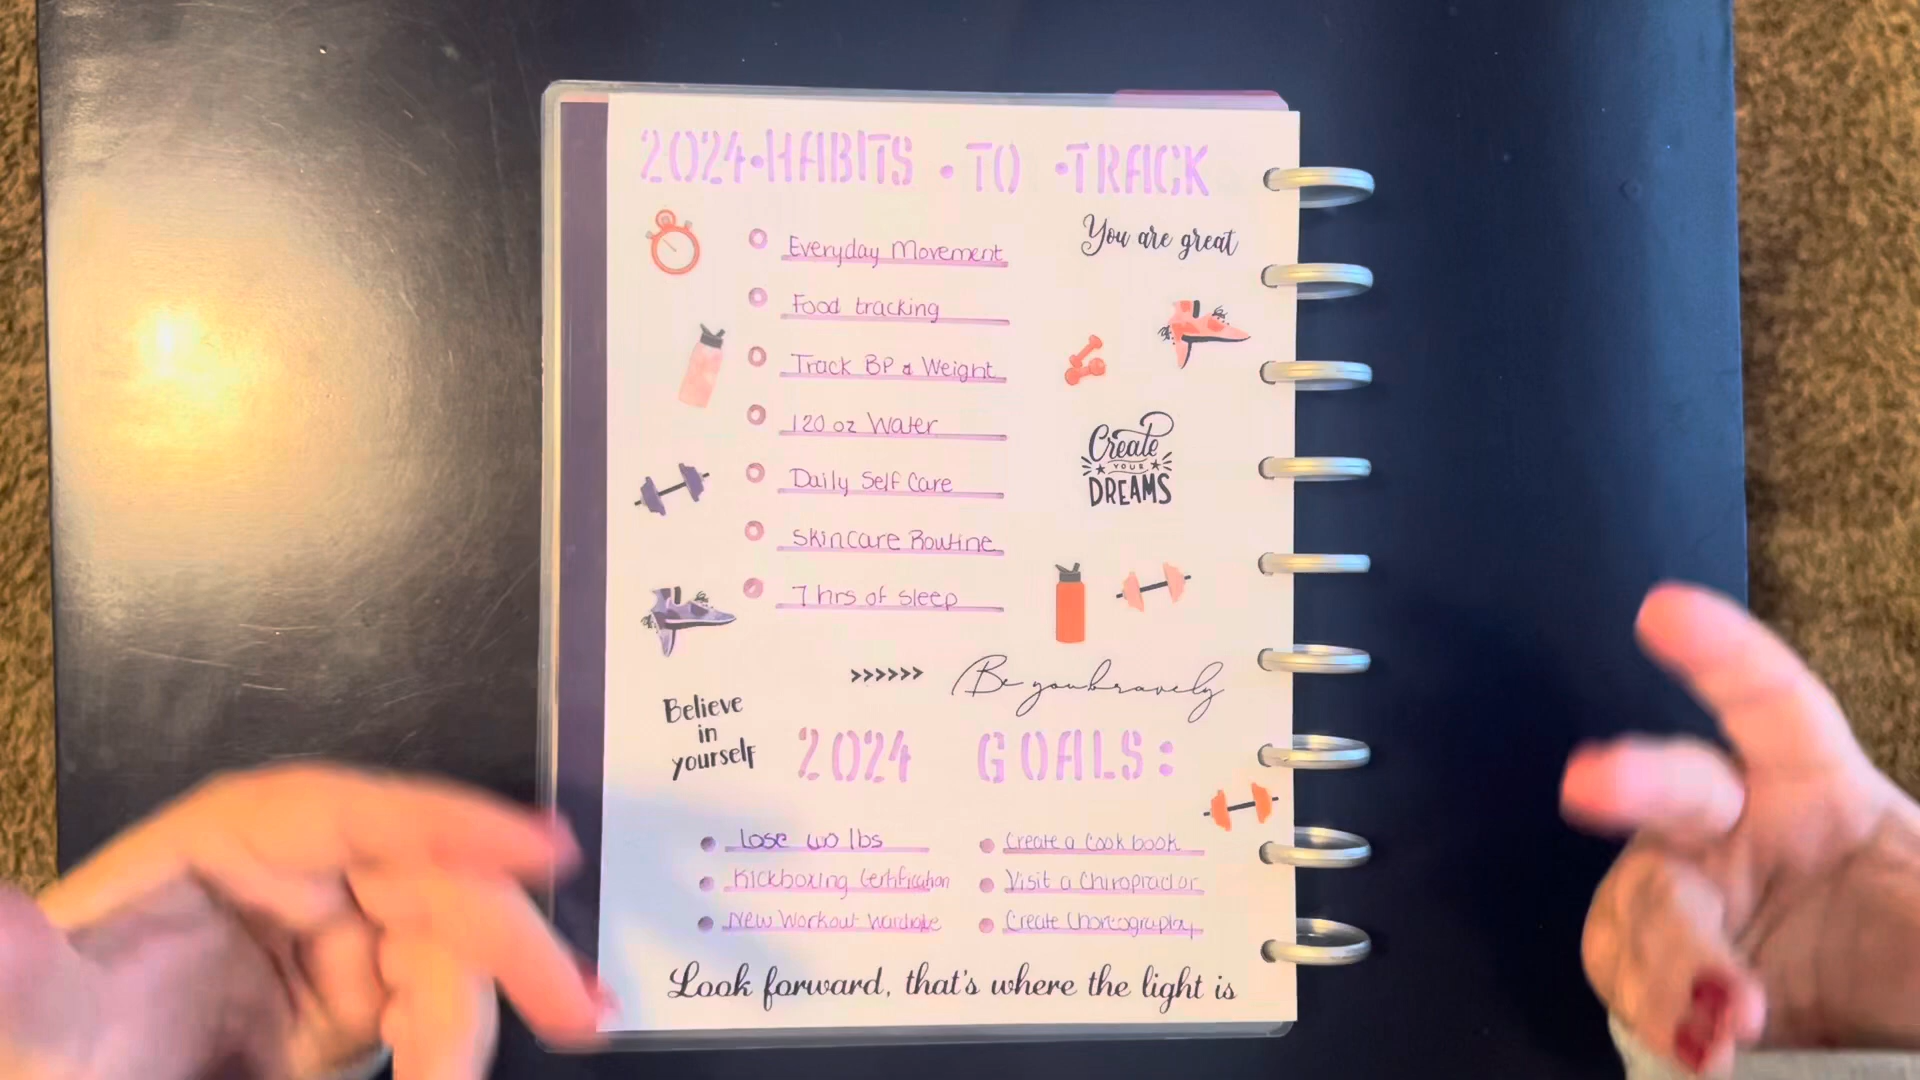 2024•HABITS • TO •TRACK
Everyday Movement
You are great
Food tracking
Track BP & Weight
120 oz Water
Create
YOUR
DREAMS
Daily Self Care
Skincare Routine
7 hrs of sleep
>>>>>>
Be you bravely
Believe
in
yourself
2024 GOALS:
Lose lbs
Kickboxing Certification
New Workout Wardrobe
Create a Cook book
Visit a Chiropractor
Create Choreography
Look forward, that's where the light is